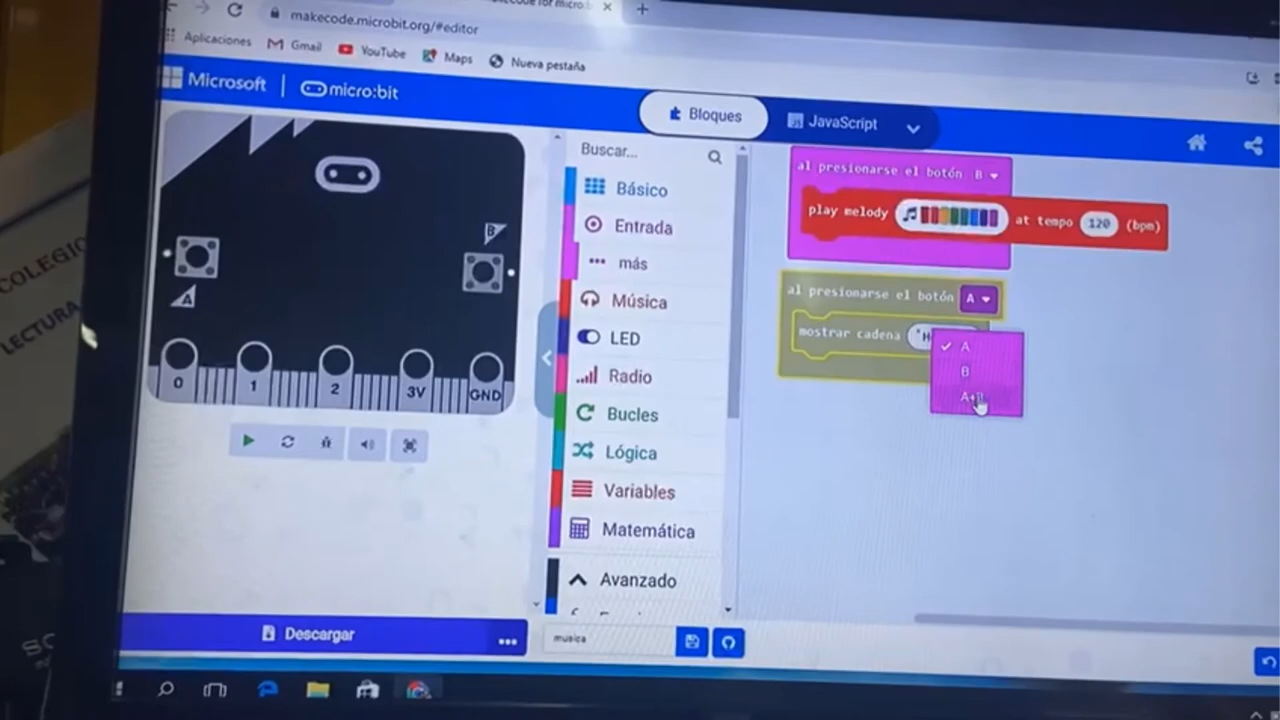 makecode.microbit.org/#editor
Aplicaciones Gmail YouTube Maps Nueva pestaña
Microsoft micro:bit
Bloques JavaScript
B
A
0 1 2 3V GND
Buscar...
Básico
Entrada
más
Música
LED
Radio
Bucles
Lógica
Variables
Matemática
Avanzado
al presionarse el botón B
play melody at tempo 120 (bpm)
al presionarse el botón A
mostrar cadena
A
B
Descargar
musica
COLEGIO
LECTURA